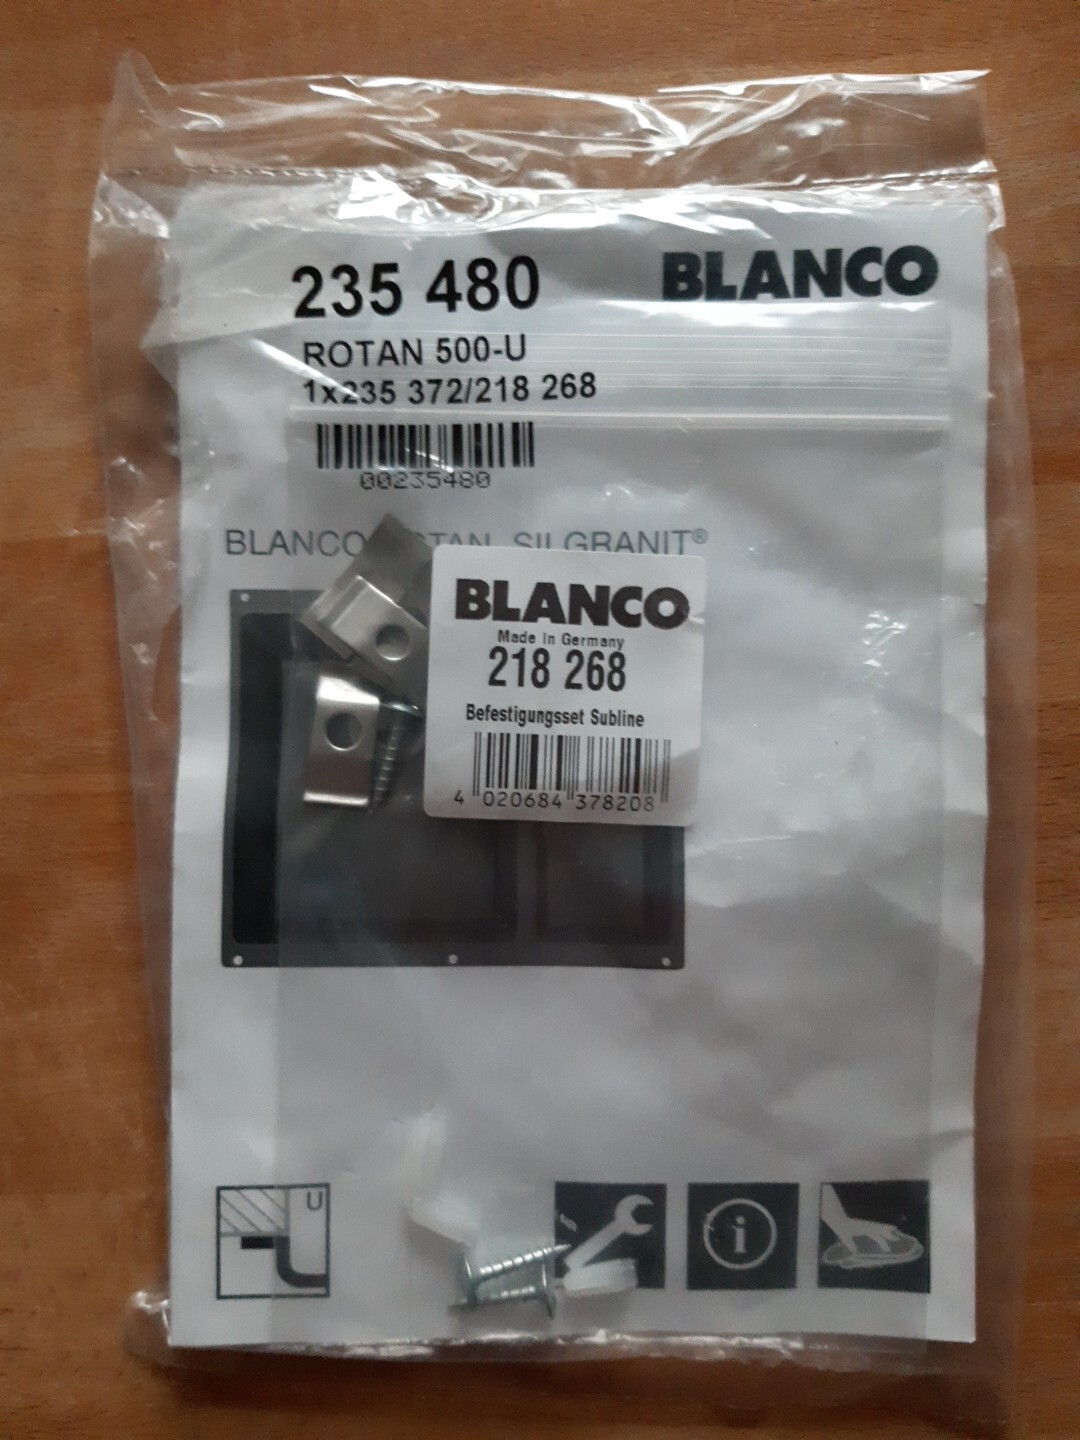 235 480
BLANCO
ROTAN 500-U
1x235 372/218 268
00235480
BLANCO ROTAN SILGRANIT®
BLANCO
Made in Germany
218 268
Befestigungsset Subline
4 020684 378208
U
i